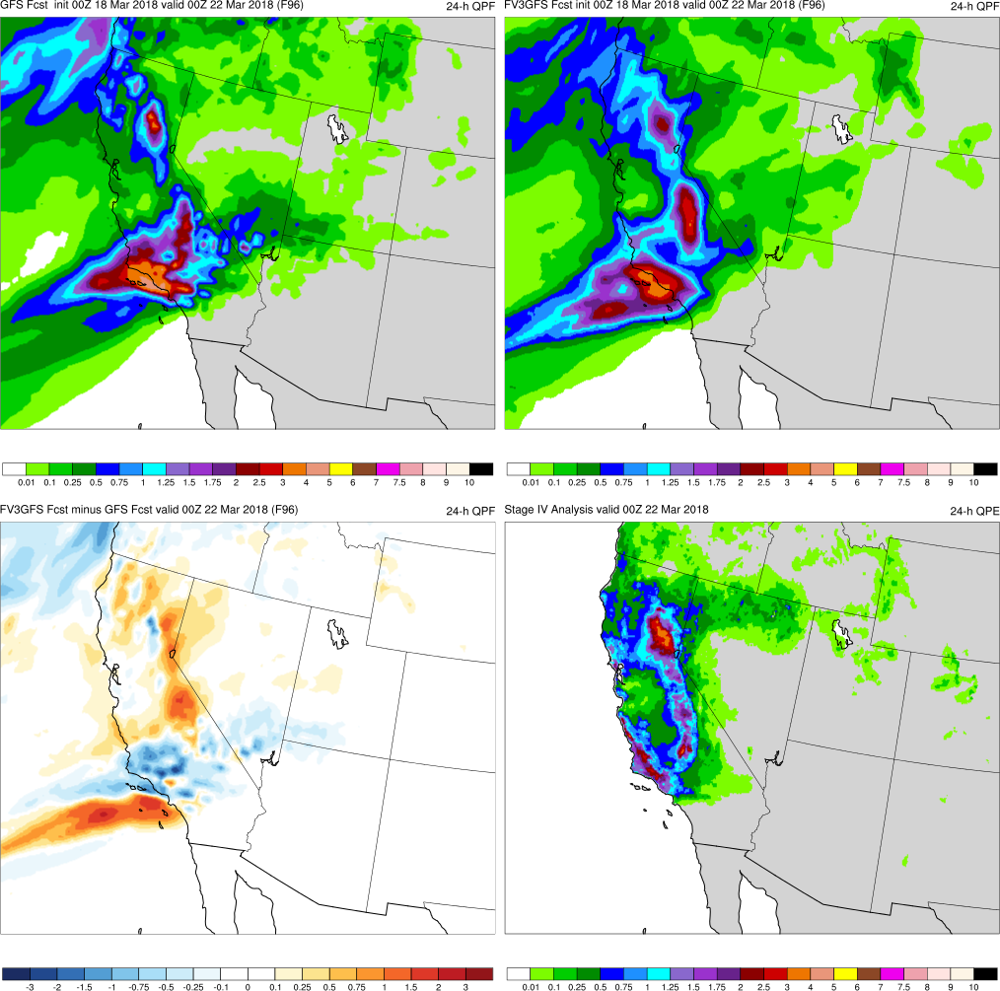 GFS Fcst init 00Z 18 Mar 2018 valid 00Z 22 Mar 2018 (F96) 24-h QPF
FV3GFS Fcst init 00Z 18 Mar 2018 valid 00Z 22 Mar 2018 (F96) 24-h QPF
0.01 0.1 0.25 0.5 0.75 1 1.25 1.5 1.75 2 2.5 3 4 5 6 7 7.5 8 9 10
0.01 0.1 0.25 0.5 0.75 1 1.25 1.5 1.75 2 2.5 3 4 5 6 7 7.5 8 9 10
FV3GFS Fcst minus GFS Fcst valid 00Z 22 Mar 2018 (F96) 24-h QPF
Stage IV Analysis valid 00Z 22 Mar 2018 24-h QPE
-3 -2 -1.5 -1 -0.75 -0.5 -0.25 -0.1 0 0.1 0.25 0.5 0.75 1 1.5 2 3
0.01 0.1 0.25 0.5 0.75 1 1.25 1.5 1.75 2 2.5 3 4 5 6 7 7.5 8 9 10